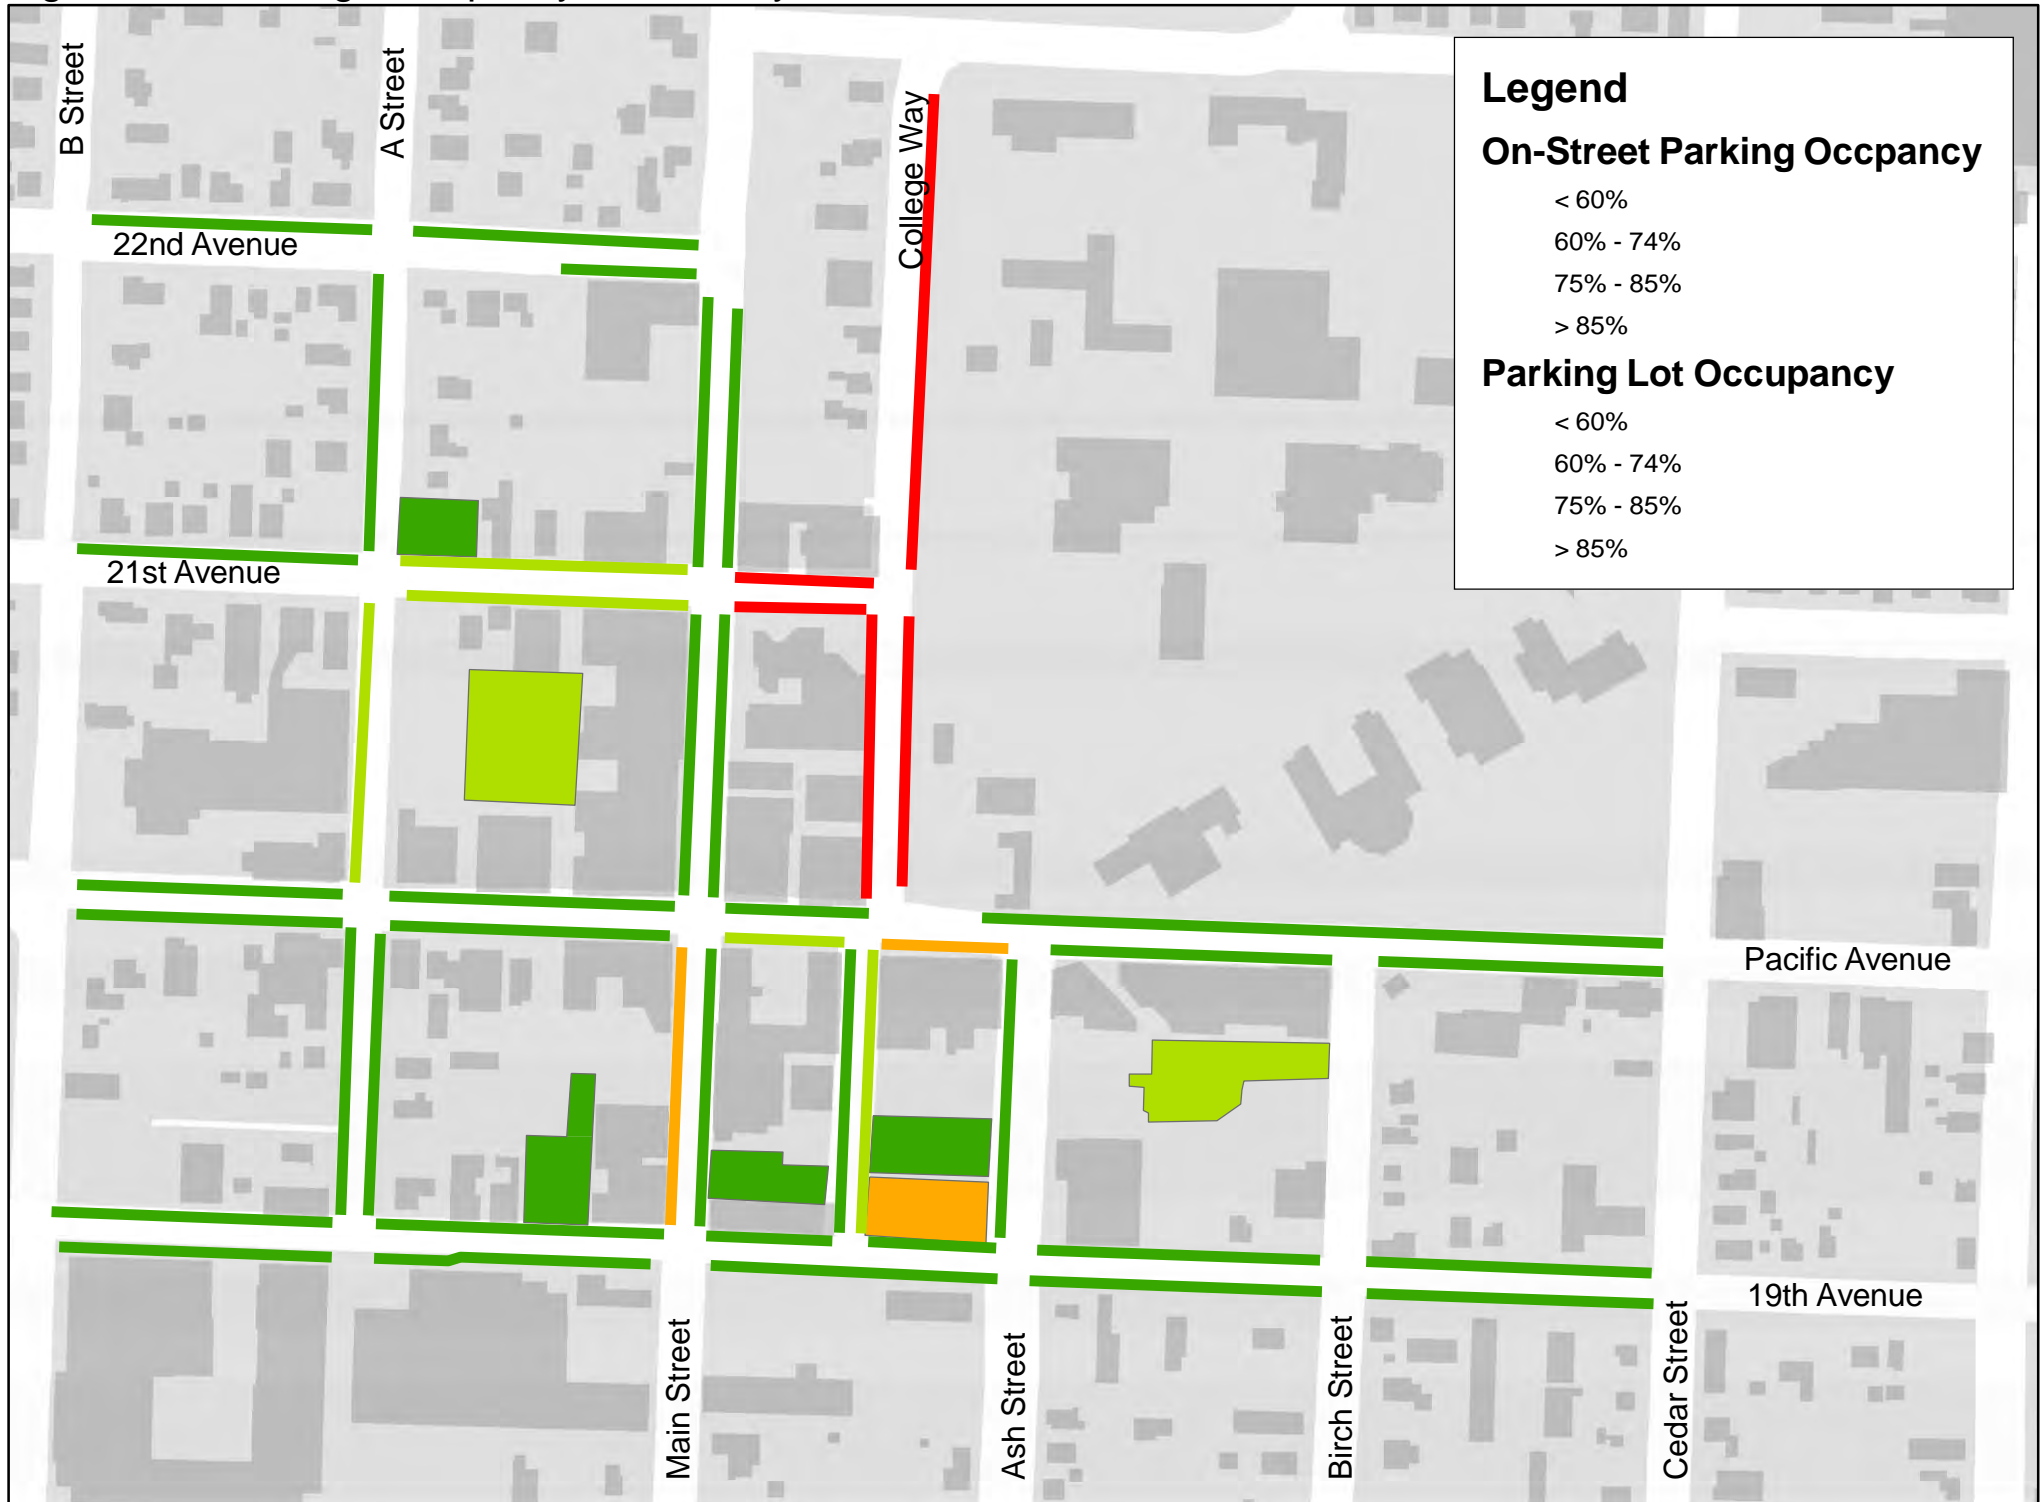 B Street
A Street
College Way
22nd Avenue
21st Avenue
Legend
On-Street Parking Occpancy
< 60%
60% - 74%
75% - 85%
> 85%
Parking Lot Occupancy
< 60%
60% - 74%
75% - 85%
> 85%
Pacific Avenue
19th Avenue
Main Street
Ash Street
Birch Street
Cedar Street